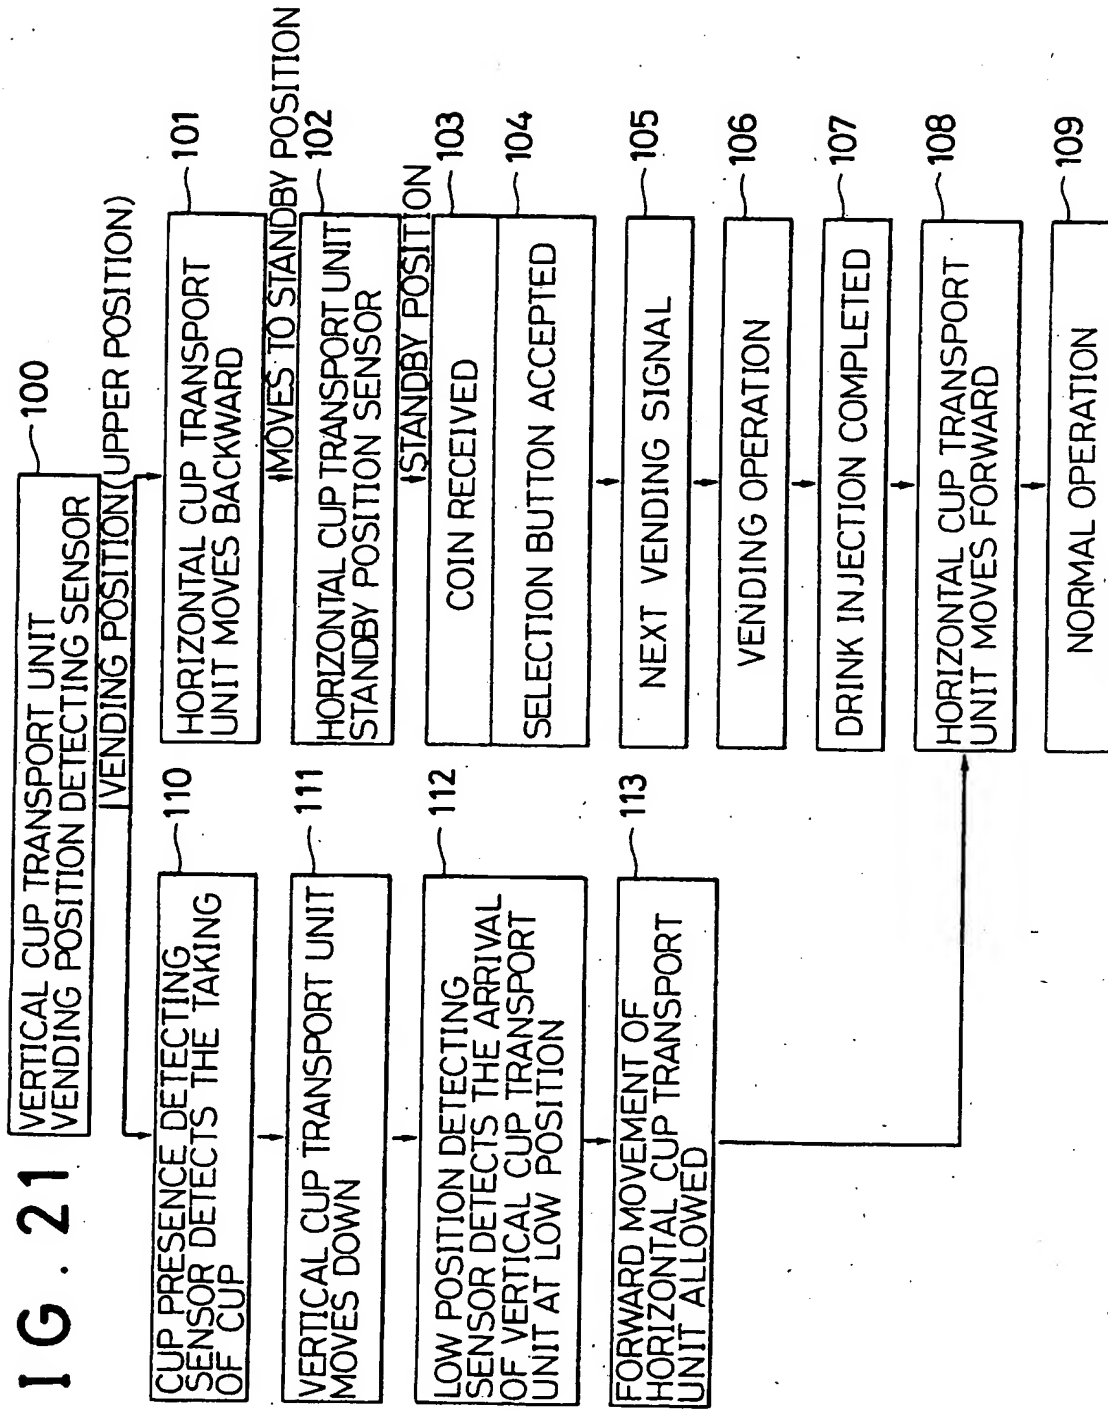 IG. 21
VERTICAL CUP TRANSPORT UNIT
VENDING POSITION DETECTING SENSOR
100
VENDING POSITION(UPPER POSITION)
CUP PRESENCE DETECTING
SENSOR DETECTS THE TAKING
OF CUP
110
VERTICAL CUP TRANSPORT UNIT
MOVES DOWN
111
LOW POSITION DETECTING
SENSOR DETECTS THE ARRIVAL
OF VERTICAL CUP TRANSPORT
UNIT AT LOW POSITION
112
FORWARD MOVEMENT OF
HORIZONTAL CUP TRANSPORT
UNIT ALLOWED
113
HORIZONTAL CUP TRANSPORT
UNIT MOVES BACKWARD
101
MOVES TO STANDBY POSITION
HORIZONTAL CUP TRANSPORT UNIT
STANDBY POSITION SENSOR
102
STANDBY POSITION
COIN RECEIVED
103
SELECTION BUTTON ACCEPTED
104
NEXT VENDING SIGNAL
105
VENDING OPERATION
106
DRINK INJECTION COMPLETED
107
HORIZONTAL CUP TRANSPORT
UNIT MOVES FORWARD
108
NORMAL OPERATION
109